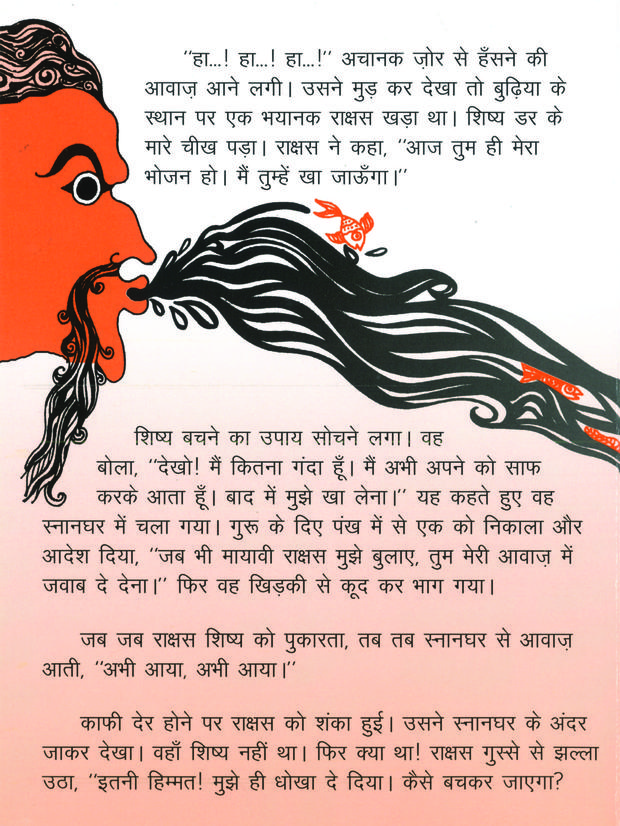 “हा...! हा...! हा...!” अचानक ज़ोर से हँसने की
आवाज़ आने लगी। उसने मुड़ कर देखा तो बुढ़िया के
स्थान पर एक भयानक राक्षस खड़ा था। शिष्य डर के
मारे चीख पड़ा। राक्षस ने कहा, “आज तुम ही मेरा
भोजन हो। मैं तुम्हें खा जाऊँगा।”
शिष्य बचने का उपाय सोचने लगा। वह
बोला, “देखो! मैं कितना गंदा हूँ। मैं अभी अपने को साफ
करके आता हूँ। बाद में मुझे खा लेना।” यह कहते हुए वह
स्नानघर में चला गया। गुरू के दिए पंख में से एक को निकाला और
आदेश दिया, “जब भी मायावी राक्षस मुझे बुलाए, तुम मेरी आवाज़ में
जवाब दे देना।” फिर वह खिड़की से कूद कर भाग गया।
जब जब राक्षस शिष्य को पुकारता, तब तब स्नानघर से आवाज़
आती, “अभी आया, अभी आया।”
काफी देर होने पर राक्षस को शंका हुई। उसने स्नानघर के अंदर
जाकर देखा। वहाँ शिष्य नहीं था। फिर क्या था! राक्षस गुस्से से झल्ला
उठा, “इतनी हिम्मत! मुझे ही धोखा दे दिया। कैसे बचकर जाएगा?